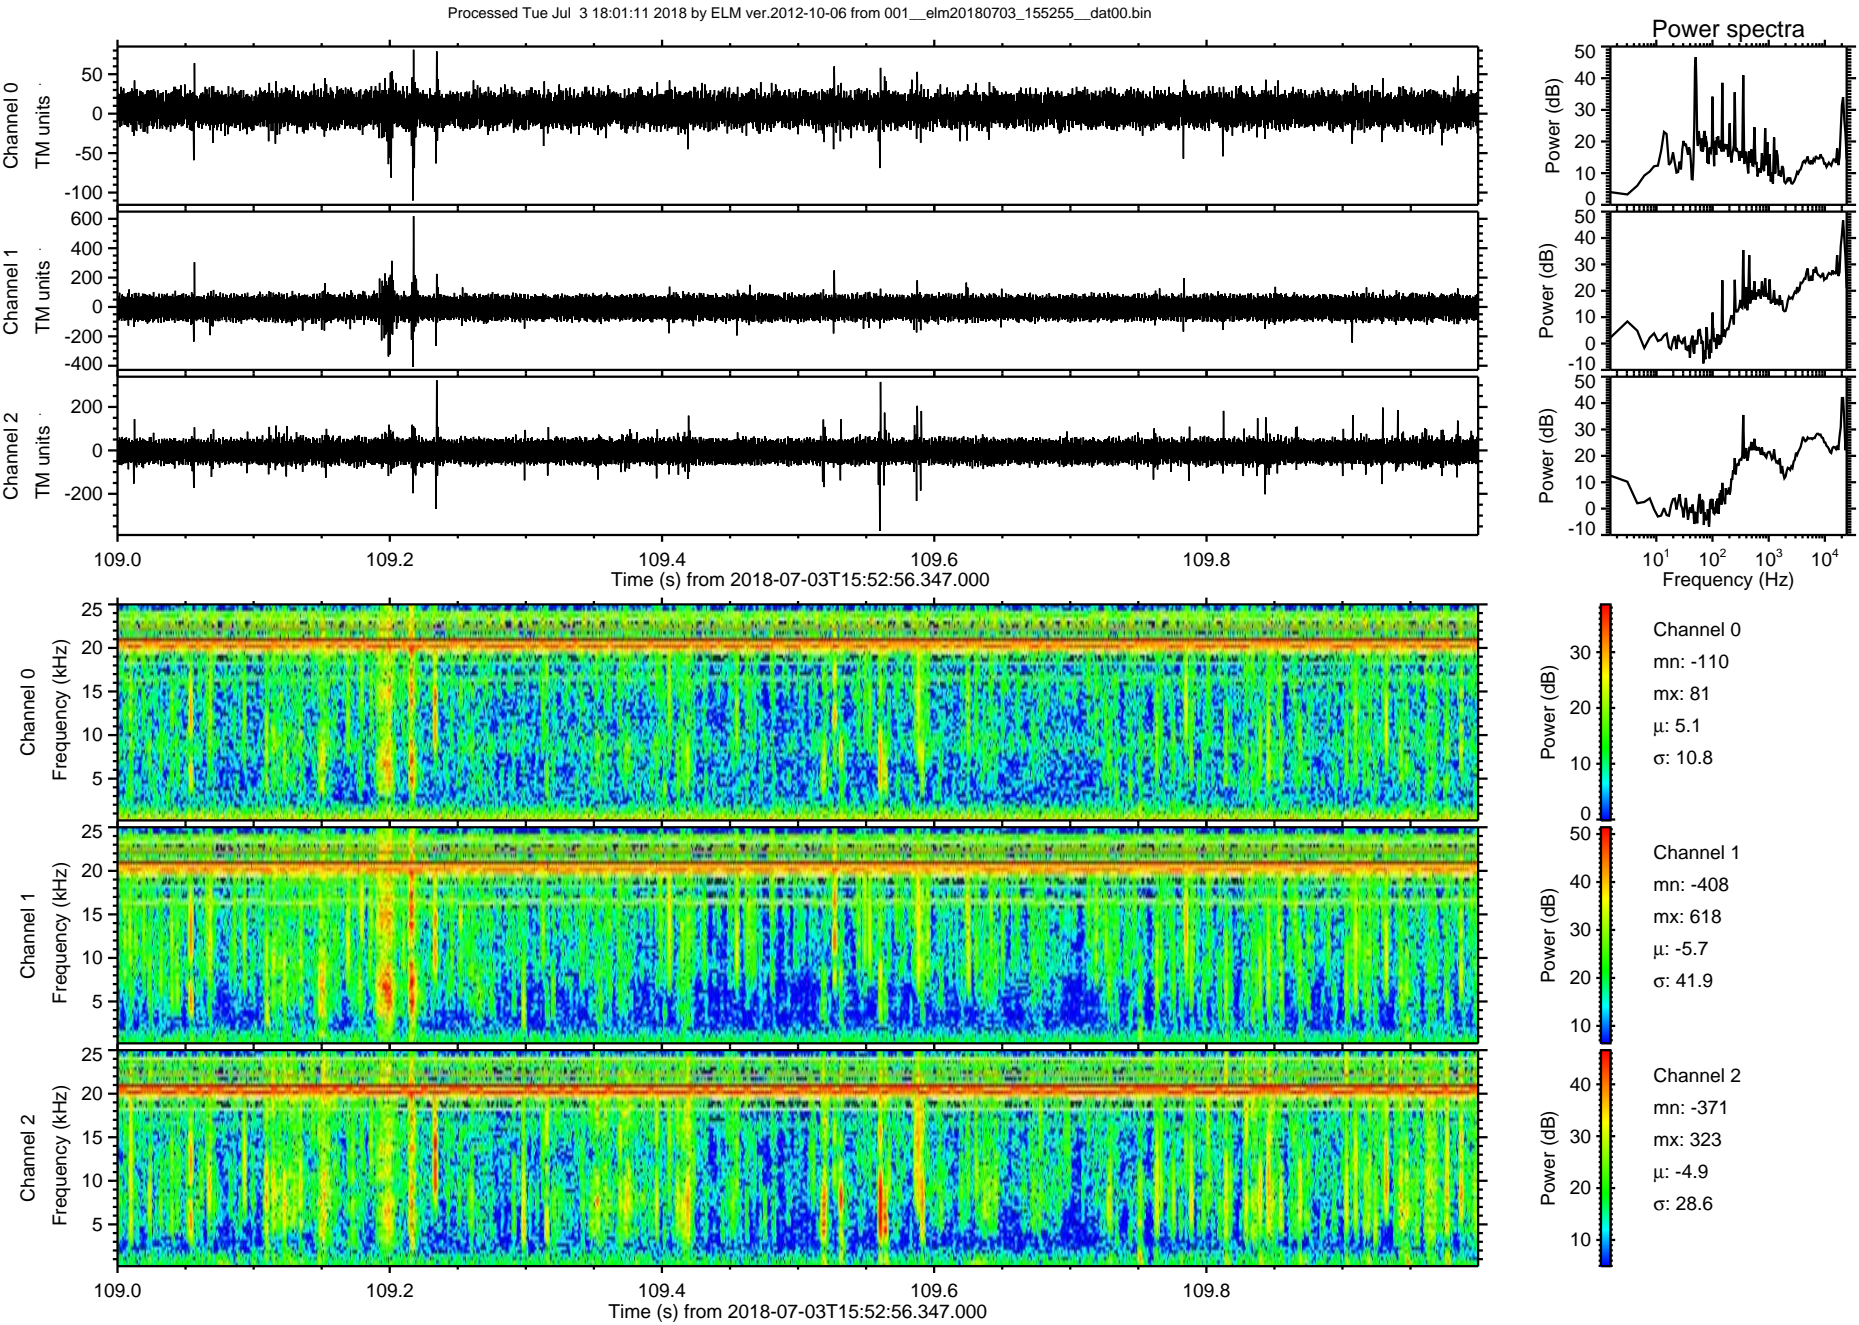 Processed Tue Jul  3 18:01:11 2018 by ELM ver.2012-10-06 from 001__elm20180703_155255__dat00.bin
Power spectra
Channel 0
TM units
50
0
-50
-100
Power (dB)
50
40
30
20
10
0
Channel 1
TM units
600
400
200
0
-200
-400
Power (dB)
50
40
30
20
10
0
-10
Channel 2
TM units
200
0
-200
Power (dB)
50
40
30
20
10
0
-10
109.0 109.2 109.4 109.6 109.8
Time (s) from 2018-07-03T15:52:56.347.000
10^1 10^2 10^3 10^4
Frequency (Hz)
Channel 0
Frequency (kHz)
25
20
15
10
5
Power (dB)
30
20
10
0
Channel 0
mn: -110
mx: 81
μ: 5.1
σ: 10.8
Channel 1
Frequency (kHz)
25
20
15
10
5
Power (dB)
50
40
30
20
10
Channel 1
mn: -408
mx: 618
μ: -5.7
σ: 41.9
Channel 2
Frequency (kHz)
25
20
15
10
5
Power (dB)
40
30
20
10
Channel 2
mn: -371
mx: 323
μ: -4.9
σ: 28.6
109.0 109.2 109.4 109.6 109.8
Time (s) from 2018-07-03T15:52:56.347.000